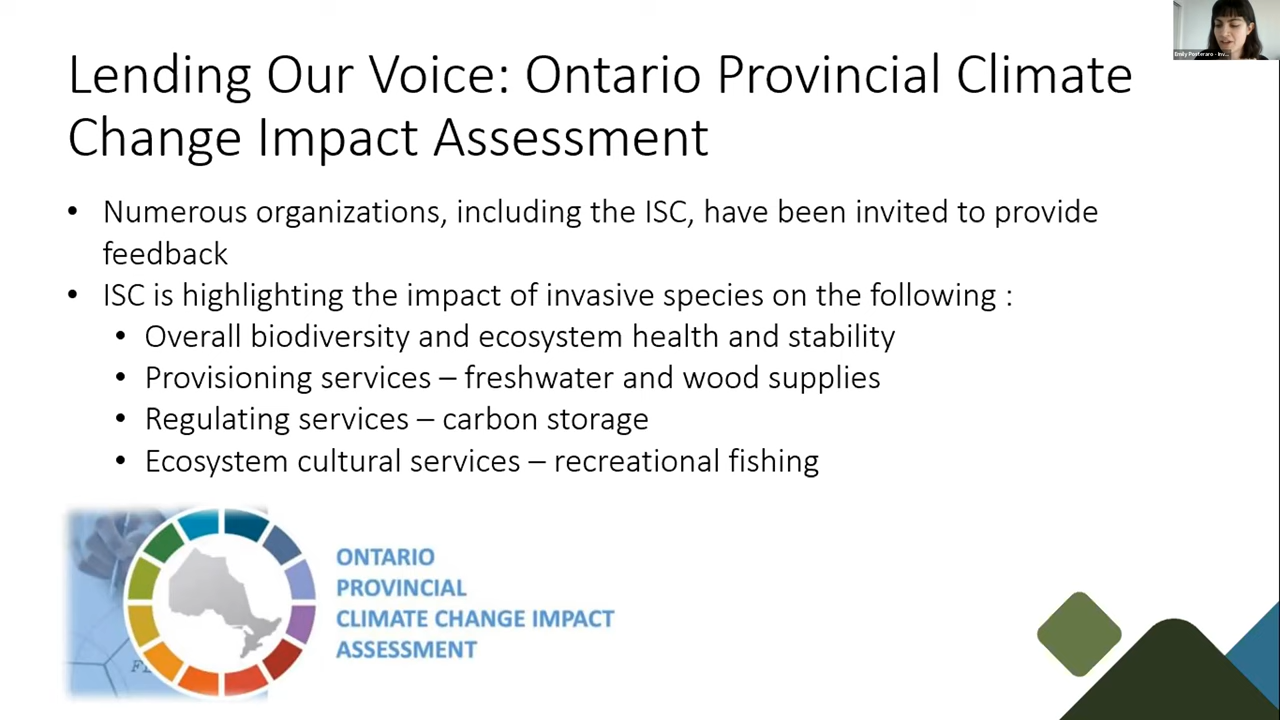 Emily Posteraro - Inv...
Lending Our Voice: Ontario Provincial Climate
Change Impact Assessment
• Numerous organizations, including the ISC, have been invited to provide
feedback
• ISC is highlighting the impact of invasive species on the following :
• Overall biodiversity and ecosystem health and stability
• Provisioning services – freshwater and wood supplies
• Regulating services – carbon storage
• Ecosystem cultural services – recreational fishing
ONTARIO
PROVINCIAL
CLIMATE CHANGE IMPACT
ASSESSMENT